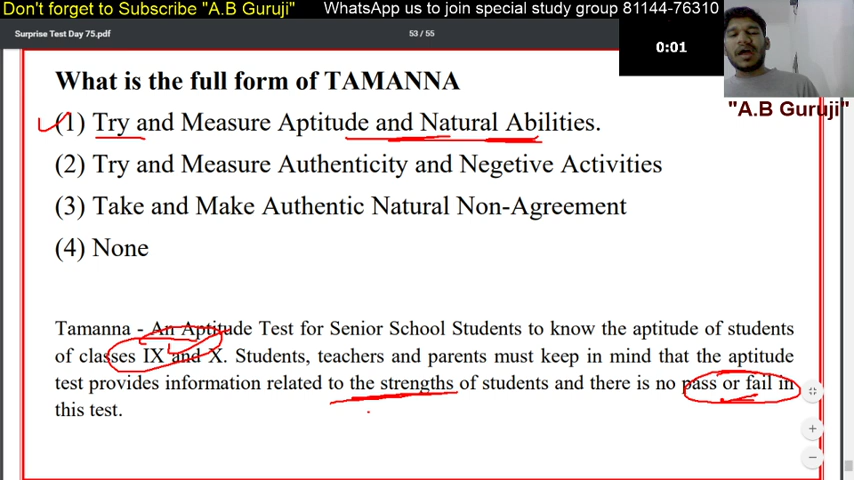 Don't forget to Subscribe "A.B Guruji"
WhatsApp us to join special study group 81144-76310
Surprise Test Day 75.pdf
53 / 55
0:01
"A.B Guruji"
What is the full form of TAMANNA
(1) Try and Measure Aptitude and Natural Abilities.
(2) Try and Measure Authenticity and Negetive Activities
(3) Take and Make Authentic Natural Non-Agreement
(4) None
Tamanna - An Aptitude Test for Senior School Students to know the aptitude of students
of classes IX and X. Students, teachers and parents must keep in mind that the aptitude
test provides information related to the strengths of students and there is no pass or fail in
this test.